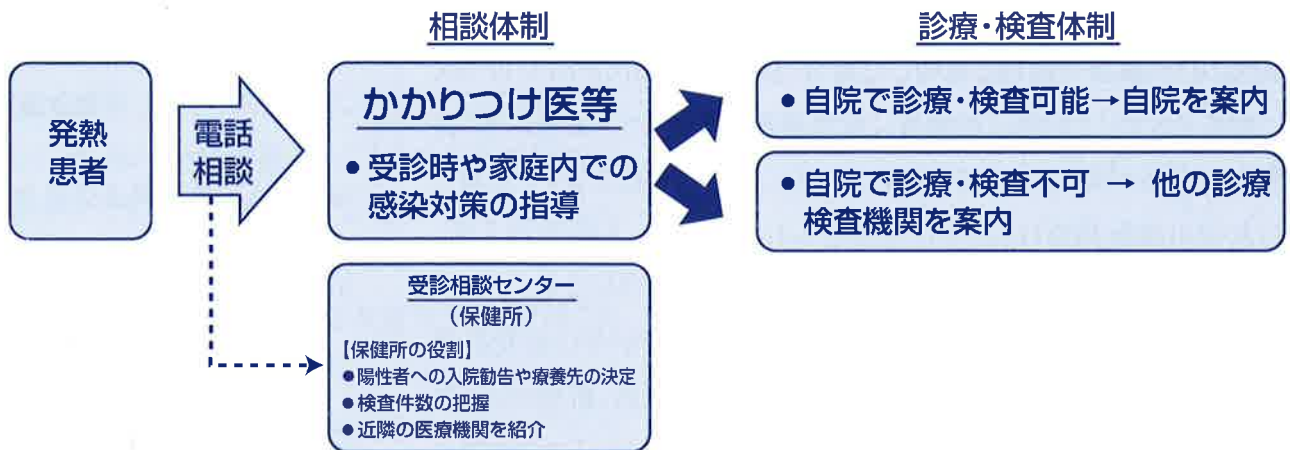 相談体制
診療・検査体制
発熱
患者
電話
相談
かかりつけ医等
●受診時や家庭内での
感染対策の指導
●自院で診療・検査可能→自院を案内
●自院で診療・検査不可 → 他の診療
検査機関を案内
受診相談センター
（保健所）
【保健所の役割】
●陽性者への入院勧告や療養先の決定
●検査件数の把握
●近隣の医療機関を紹介